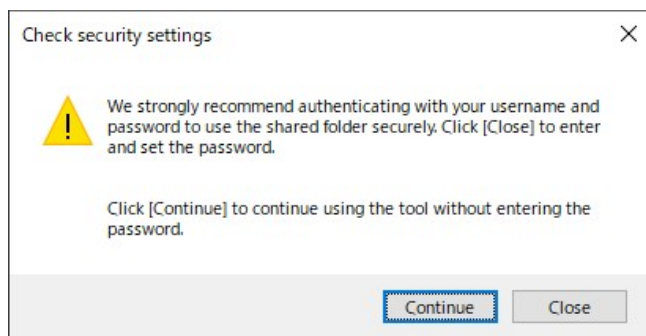 Check security settings
We strongly recommend authenticating with your username and
password to use the shared folder securely. Click [Close] to enter
and set the password.
Click [Continue] to continue using the tool without entering the
password.
Continue
Close